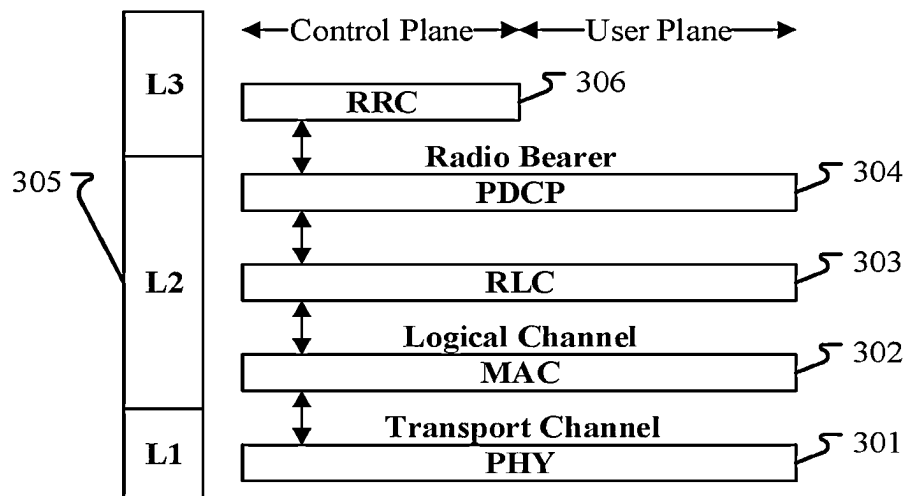 Control Plane User Plane
L3
RRC
306
Radio Bearer
305
PDCP
304
L2
RLC
303
Logical Channel
MAC
302
Transport Channel
L1
PHY
301